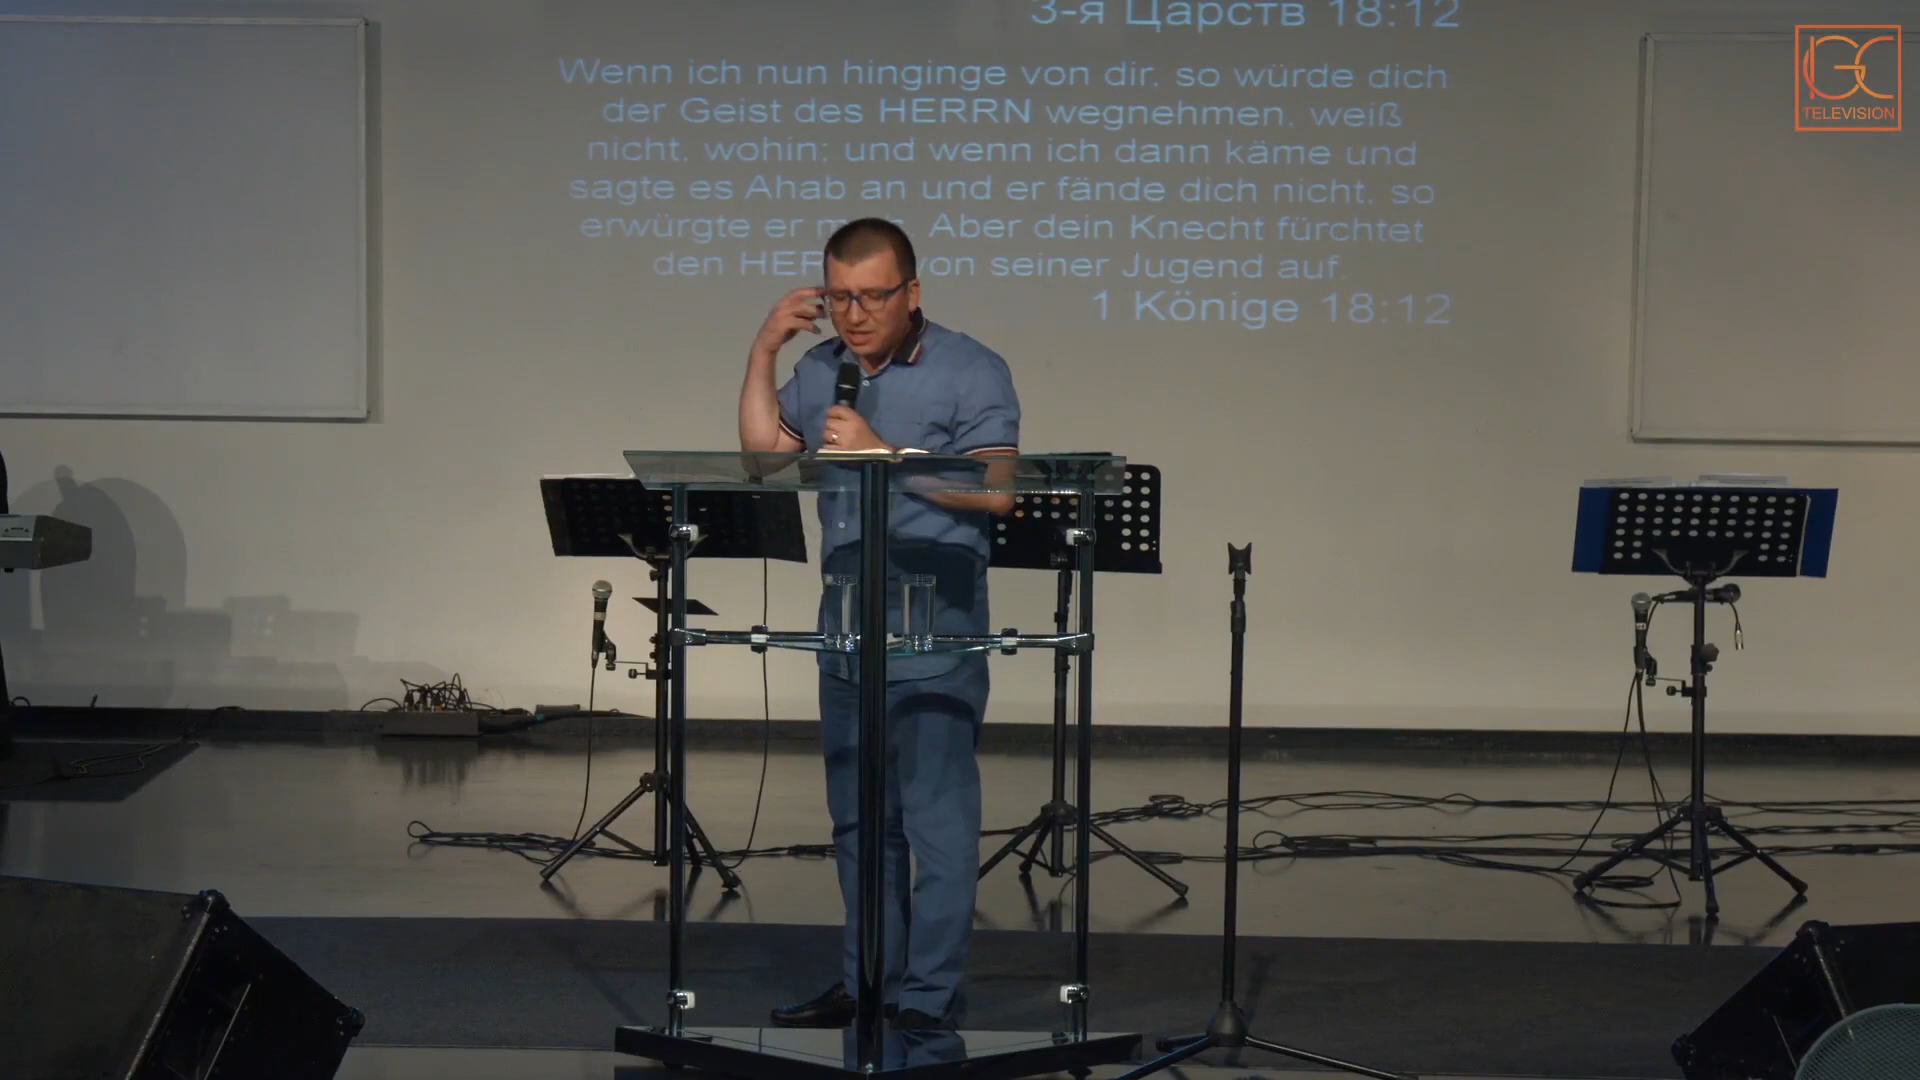 3-я Царств 18:12
Wenn ich nun hinginge von dir, so würde dich
der Geist des HERRN wegnehmen, weiß
nicht, wohin; und wenn ich dann käme und
sagte es Ahab an und er fände dich nicht, so
erwürgte er Aber dein Knecht fürchtet
den von seiner Jugend auf.
1 Könige 18:12
IGC
TELEVISION